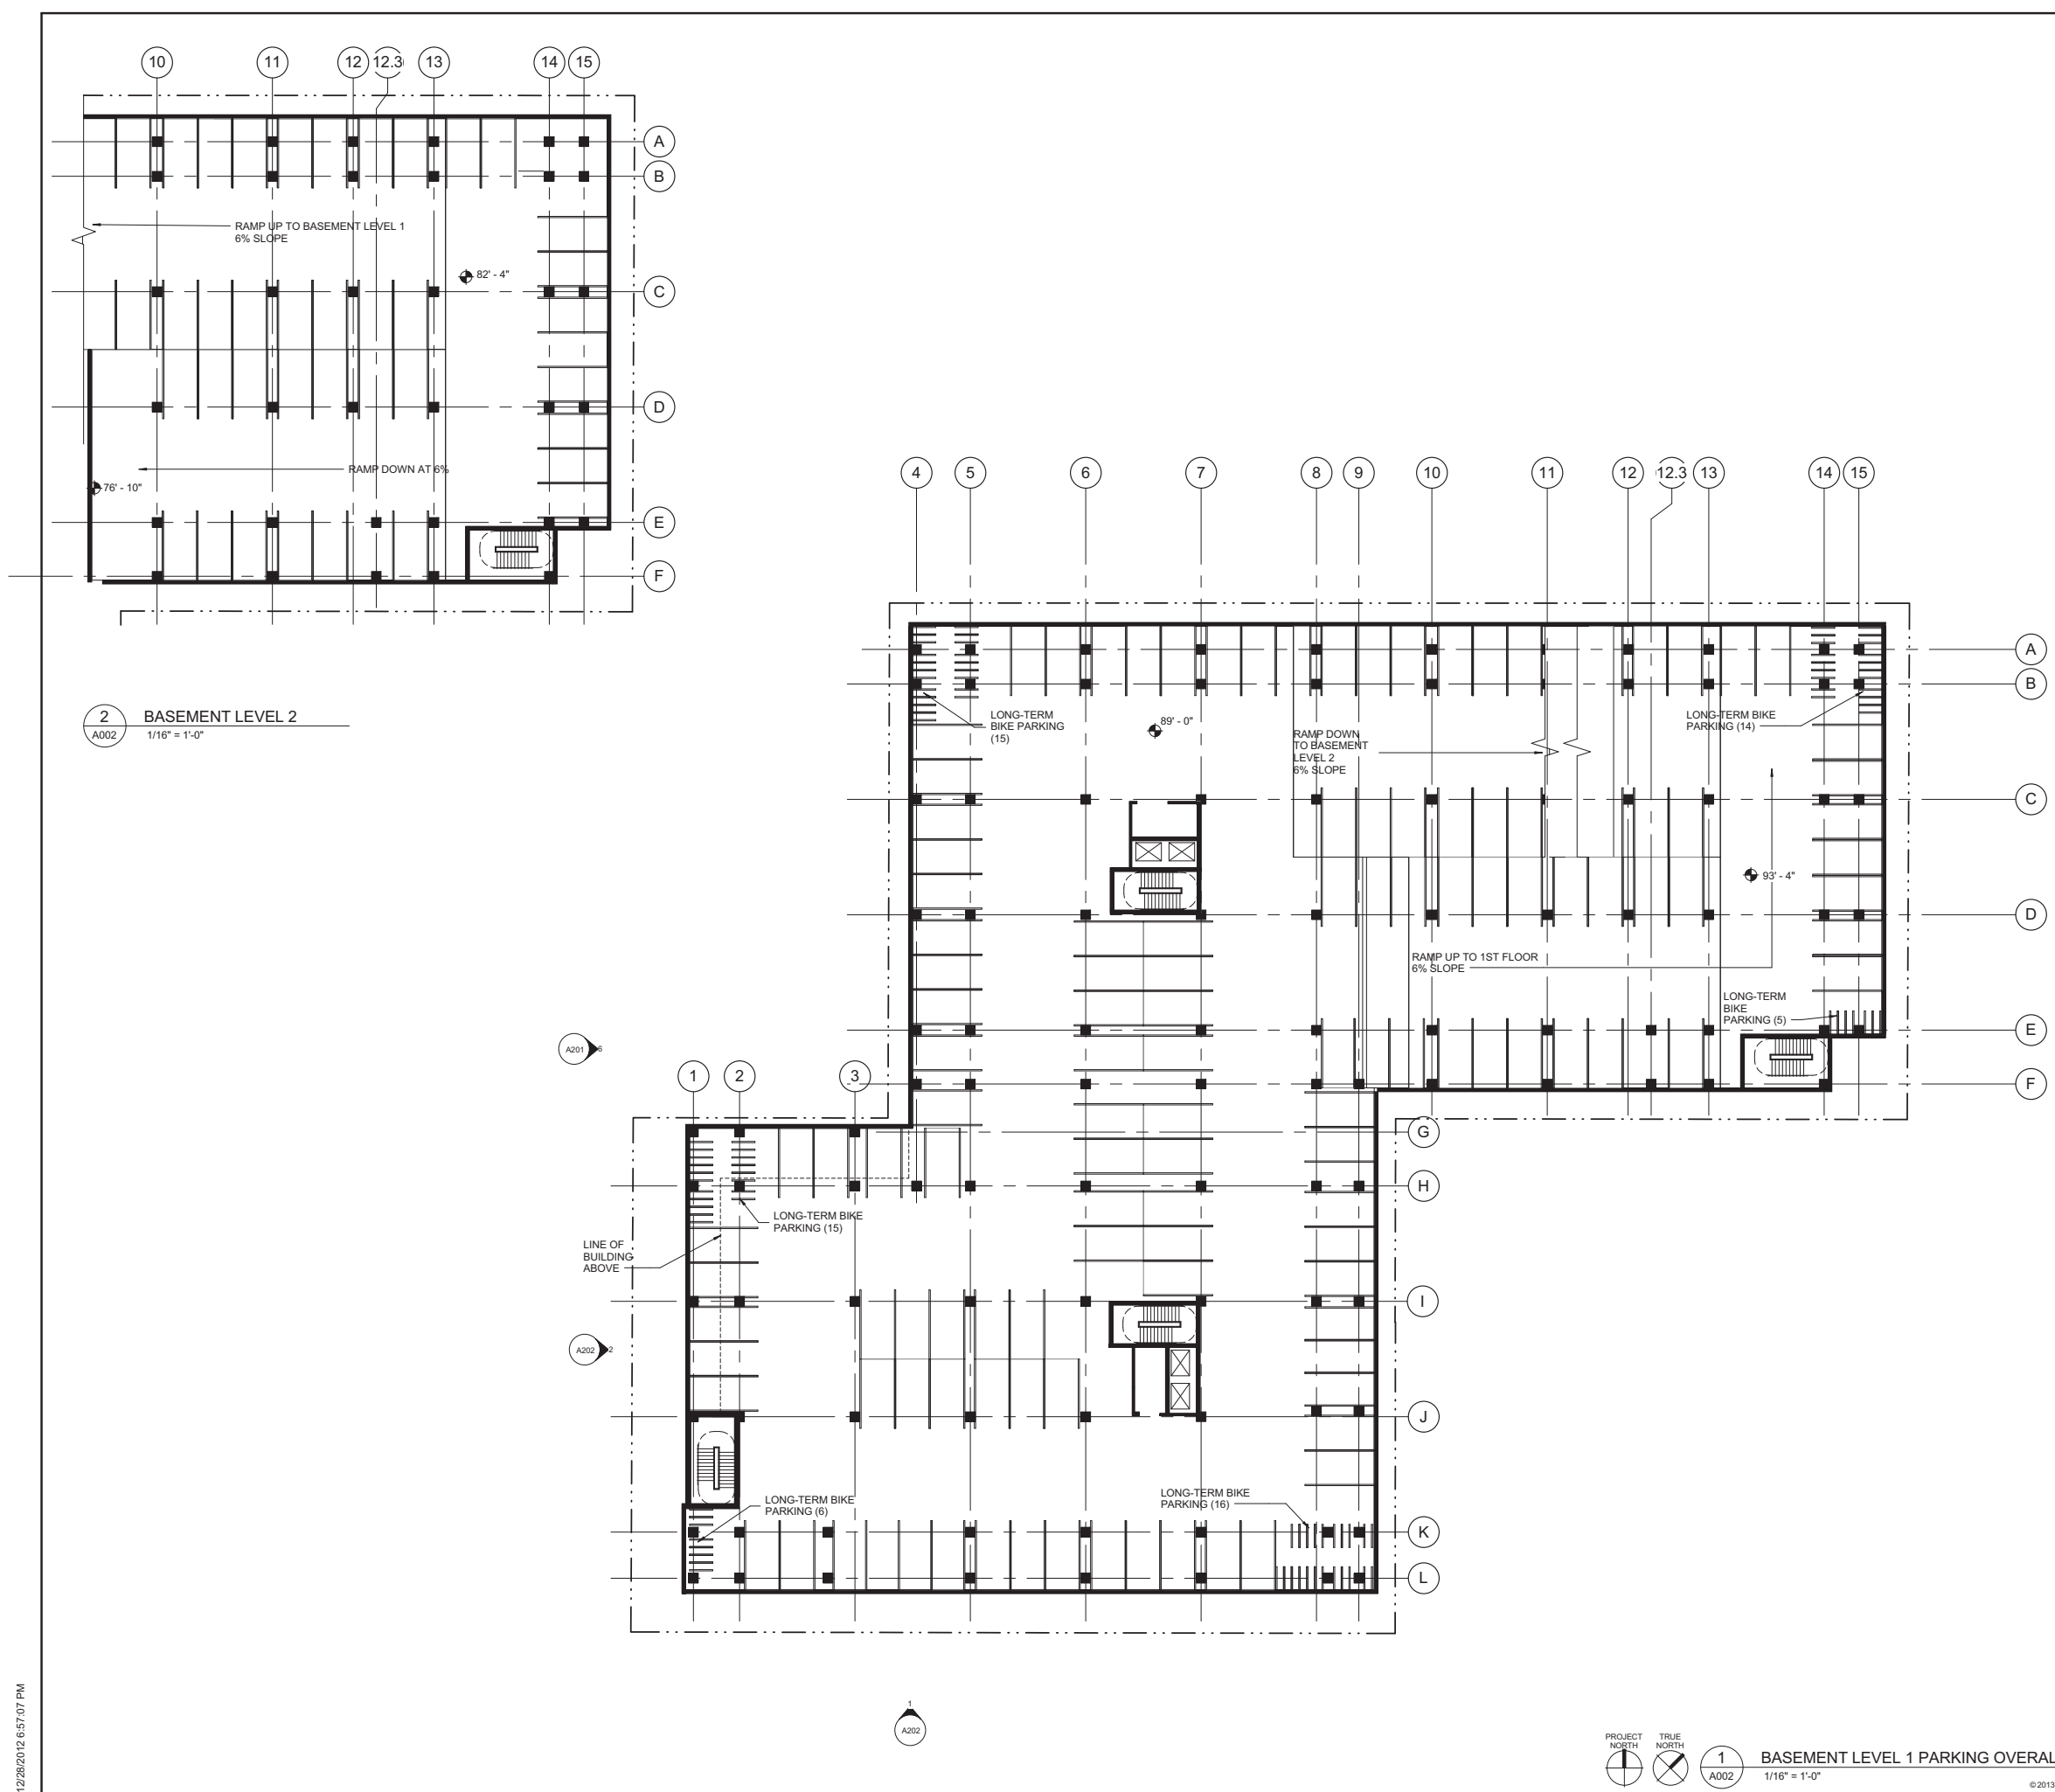 10
11
12
12.3
13
14
15
A
B
RAMP UP TO BASEMENT LEVEL 1
6% SLOPE
82' - 4"
C
D
RAMP DOWN AT 6%
76' - 10"
E
F
2
A002
BASEMENT LEVEL 2
1/16" = 1'-0"
4
5
6
7
8
9
10
11
12
12.3
13
14
15
A
B
LONG-TERM
BIKE PARKING
(15)
89' - 0"
RAMP DOWN
TO BASEMENT
LEVEL 2
6% SLOPE
LONG-TERM BIKE
PARKING (14)
C
93' - 4"
D
RAMP UP TO 1ST FLOOR
6% SLOPE
LONG-TERM
BIKE
PARKING (5)
E
A201
6
1
2
3
F
G
H
LONG-TERM BIKE
PARKING (15)
LINE OF
BUILDING
ABOVE
I
A202
2
J
LONG-TERM BIKE
PARKING (6)
LONG-TERM BIKE
PARKING (16)
K
L
1
A202
12/28/2012 6:57:07 PM
PROJECT
NORTH
TRUE
NORTH
1
A002
BASEMENT LEVEL 1 PARKING OVERAL
1/16" = 1'-0"
©2013